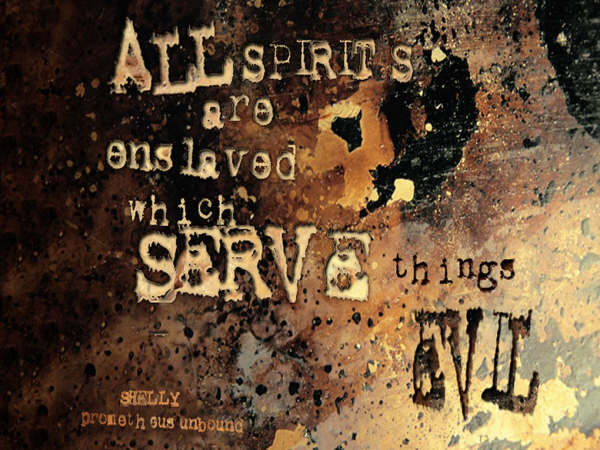 ALL SPIRITS
are
enslaved
which
SERVE things
EVIL
SHELLY
prometheus unbound